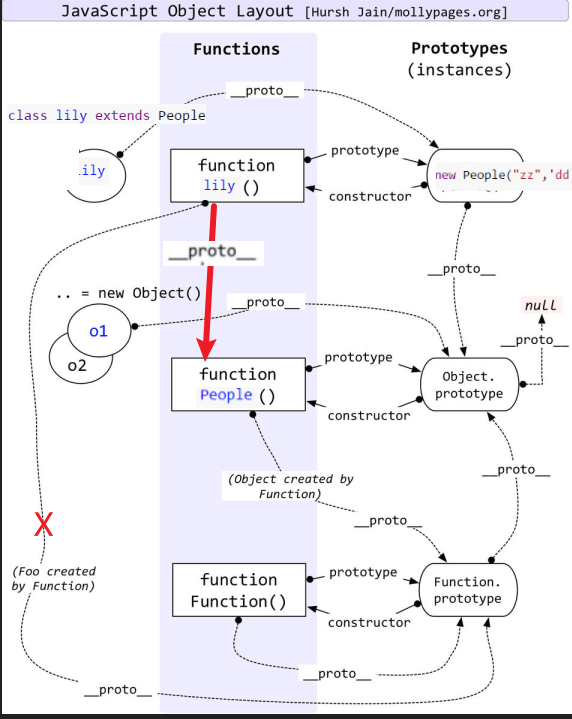 JavaScript Object Layout [Hursh Jain/mollypages.org]
Functions
Prototypes
(instances)
__proto__
class lily extends People
lily
function
lily ()
prototype
constructor
new People("zz",'dd
__proto__
__proto__
.. = new Object()
__proto__
o1
o2
null
__proto__
function
People ()
prototype
constructor
Object.
prototype
(Object created by
Function)
__proto__
__proto__
X
(Foo created
by Function)
function
Function()
prototype
constructor
Function.
prototype
__proto__
__proto__